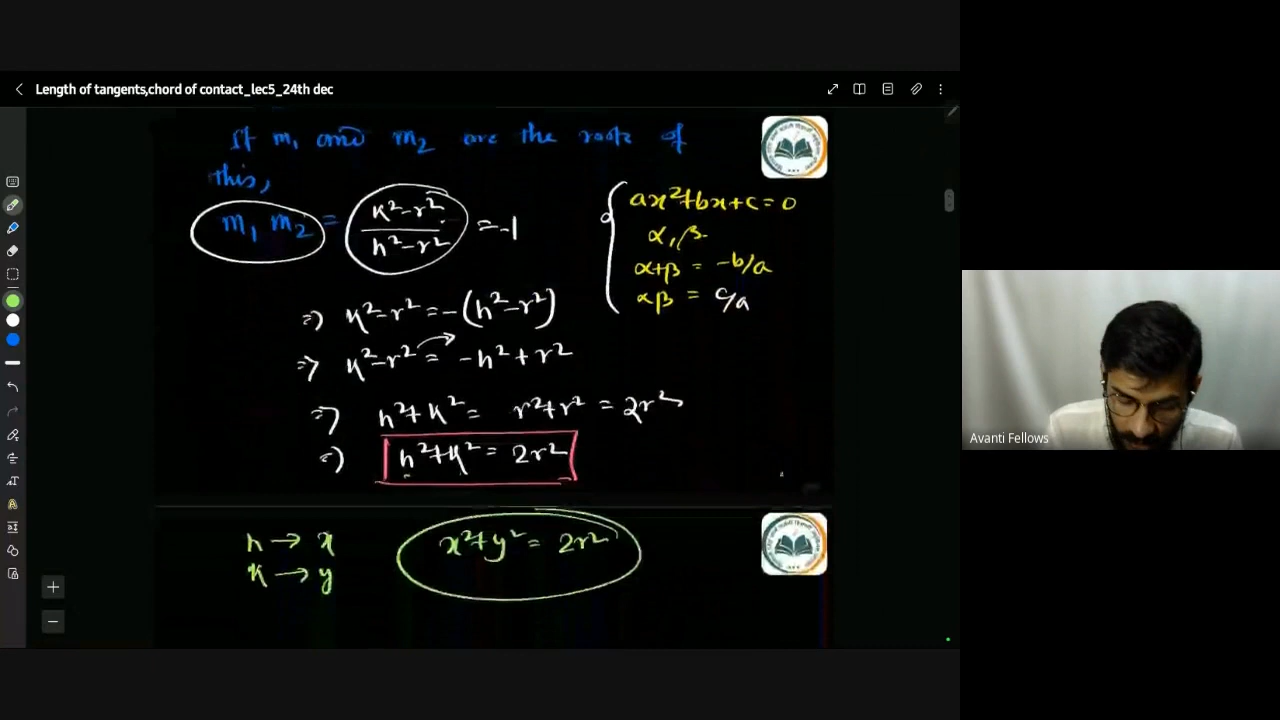 Length of tangents,chord of contact_lec5_24th dec
If m₁ and m₂ are the roots of
this,
m₁ m₂ = k²-r² / h²-r² = -1
ax²+bx+c=0
α,β
α+β = -b/a
αβ = c/a
=) k²-r² = -(h²-r²)
=) k²-r² = -h²+r²
=) h²+k² = r²+r² = 2r²
=) h²+k² = 2r²
h → x
k → y
x²+y² = 2r²
Avanti Fellows